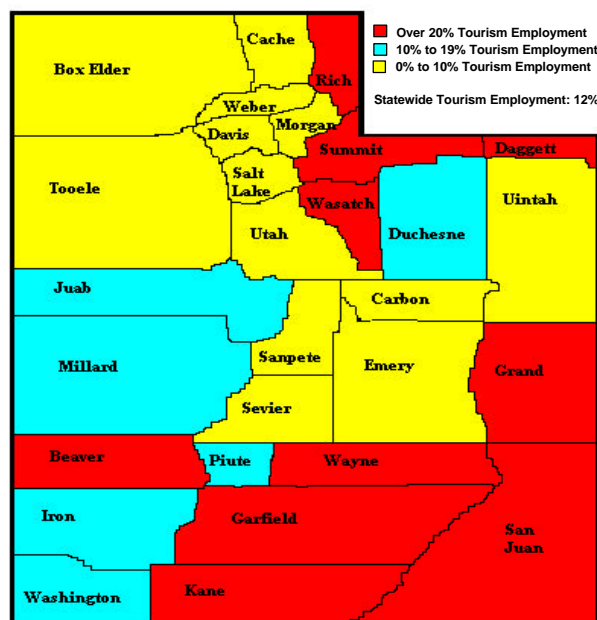 Over 20% Tourism Employment
10% to 19% Tourism Employment
0% to 10% Tourism Employment
Statewide Tourism Employment: 12%
Cache
Box Elder
Rich
Weber
Morgan
Davis
Summit
Daggett
Salt
Lake
Tooele
Wasatch
Uintah
Utah
Duchesne
Juab
Carbon
Sanpete
Millard
Emery
Grand
Sevier
Beaver
Piute
Wayne
Iron
Garfield
San
Juan
Kane
Washington